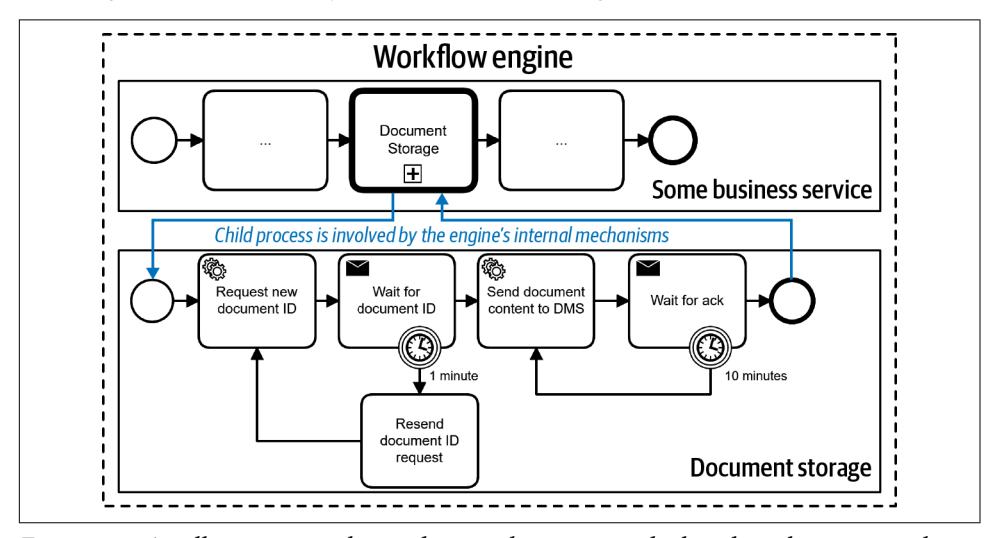 Workflow engine
...
Document
Storage
...
Some business service
Child process is involved by the engine's internal mechanisms
Request new
document ID
Wait for
document ID
Send document
content to DMS
Wait for ack
1 minute
10 minutes
Resend
document ID
request
Document storage